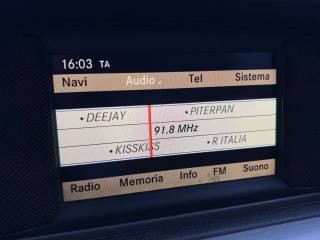 16:03 TA
Navi Audio Tel Sistema
• DEEJAY • PITERPAN
91.8 MHz
• KISSKISS • R ITALIA
Radio Memoria Info FM Suono